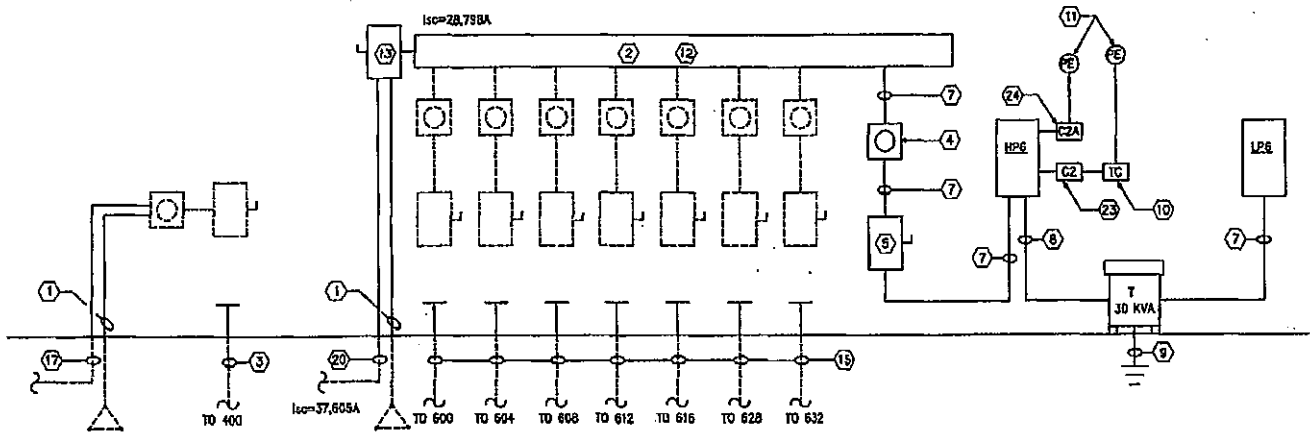 Isc=28,798A
11
13
2
12
PE
PE
7
24
4
HPG
C2A
LPG
C2
TC
7
23
10
5
7
8
7
1
1
T
30 KVA
17
3
20
15
9
Isc=37,605A
TO 400
TO 600
TO 604
TO 608
TO 612
TO 616
TO 628
TO 632